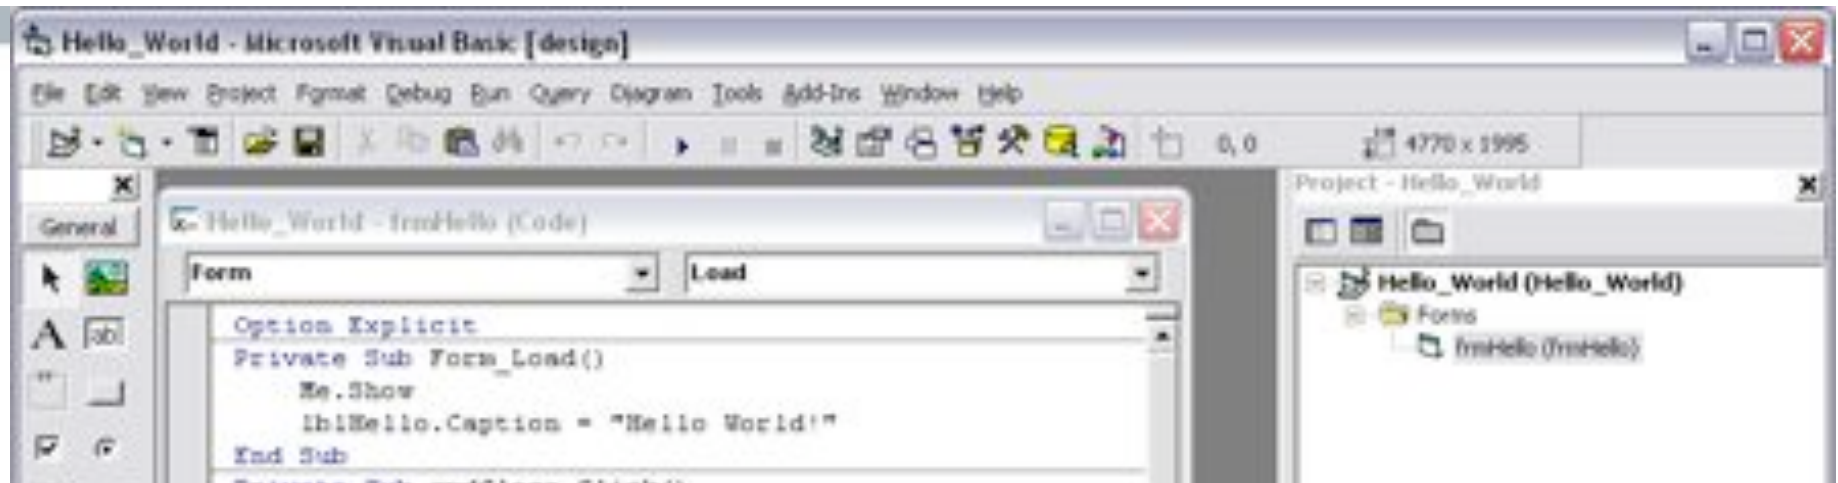 Hello_World - Microsoft Visual Basic [design]
File Edit View Project Format Debug Run Query Diagram Tools Add-Ins Window Help
0, 0 4770 x 1995
Project - Hello_World
General
Hello_World - frmHello (Code)
Form Load
Hello_World (Hello_World)
Forms
frmHello (frmHello)
A ab
Option Explicit
Private Sub Form_Load()
Me.Show
lblHello.Caption = "Hello World!"
End Sub